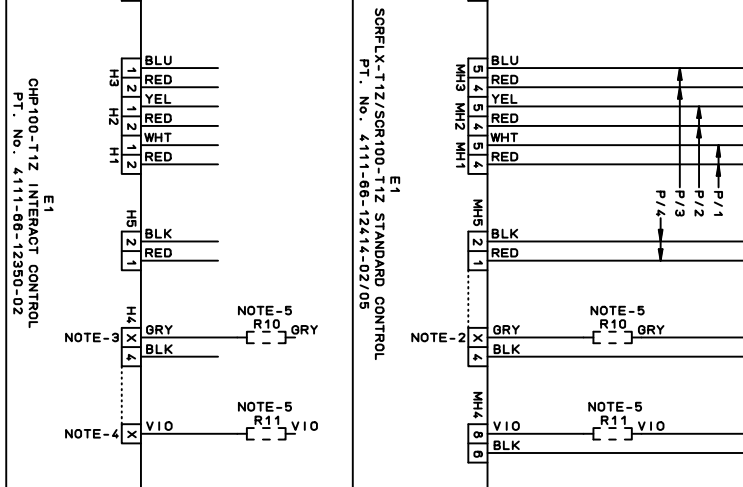 E1
CHP100-T1Z INTERACT CONTROL
PT. No. 4111-66-12350-02
H3
1 BLU
2 RED
H2
1 YEL
2 RED
H1
1 WHT
2 RED
H5
2 BLK
1 RED
H4
NOTE-3 X GRY NOTE-5 R10 GRY
4 BLK
NOTE-4 X VIO NOTE-5 R11 VIO
E1
SCRFLX-T1Z/SCR100-T1Z STANDARD CONTROL
PT. No. 4111-66-12414-02/05
MH3
5 BLU
4 RED
MH2
5 YEL
4 RED
MH1
5 WHT
4 RED
P/4
P/3
P/2
P/1
MH5
2 BLK
1 RED
NOTE-2 X GRY NOTE-5 R10 GRY
4 BLK
MH4
8 VIO NOTE-5 R11 VIO
6 BLK